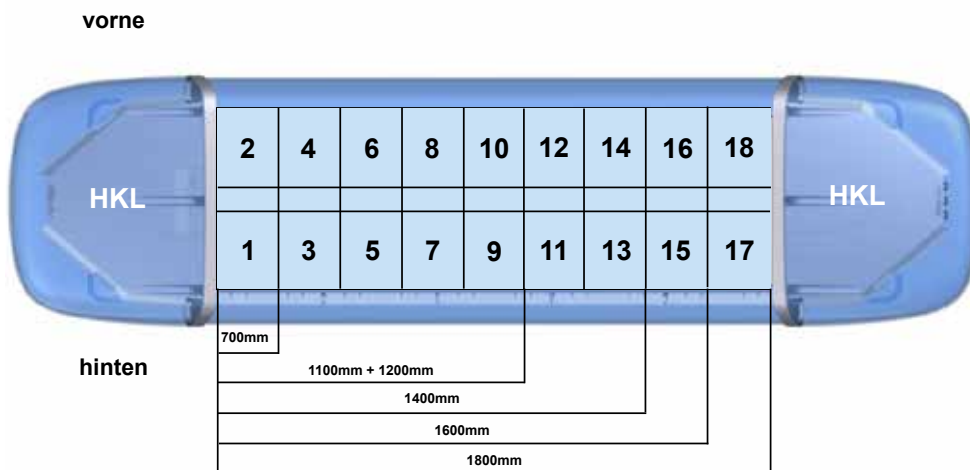 vorne
2 4 6 8 10 12 14 16 18
HKL HKL
1 3 5 7 9 11 13 15 17
700mm
hinten
1100mm + 1200mm
1400mm
1600mm
1800mm